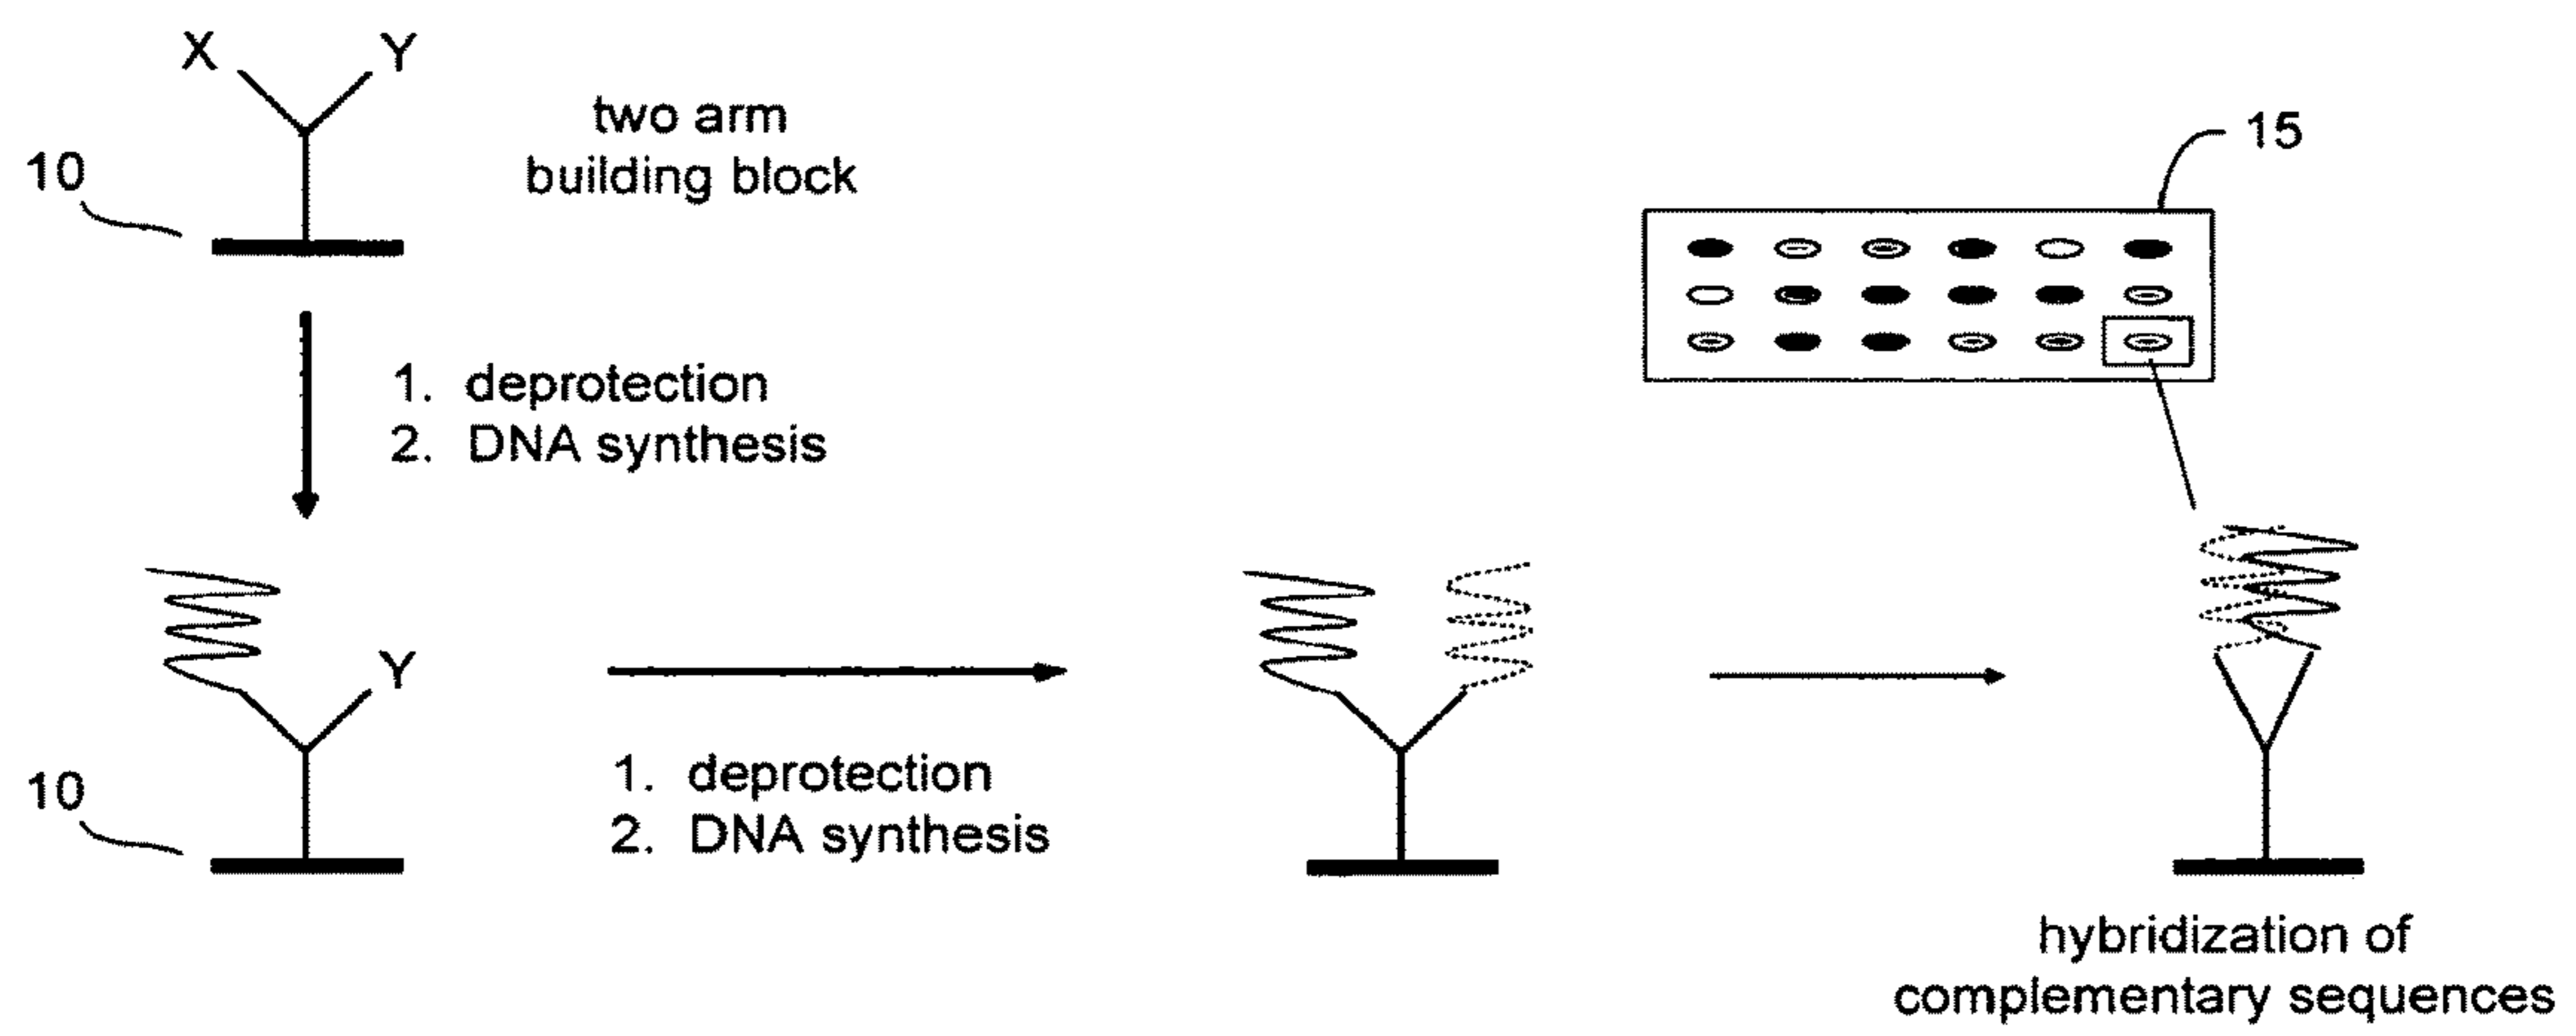 X Y
two arm
building block
10
15
1. deprotection
2. DNA synthesis
Y
10
1. deprotection
2. DNA synthesis
hybridization of
complementary sequences